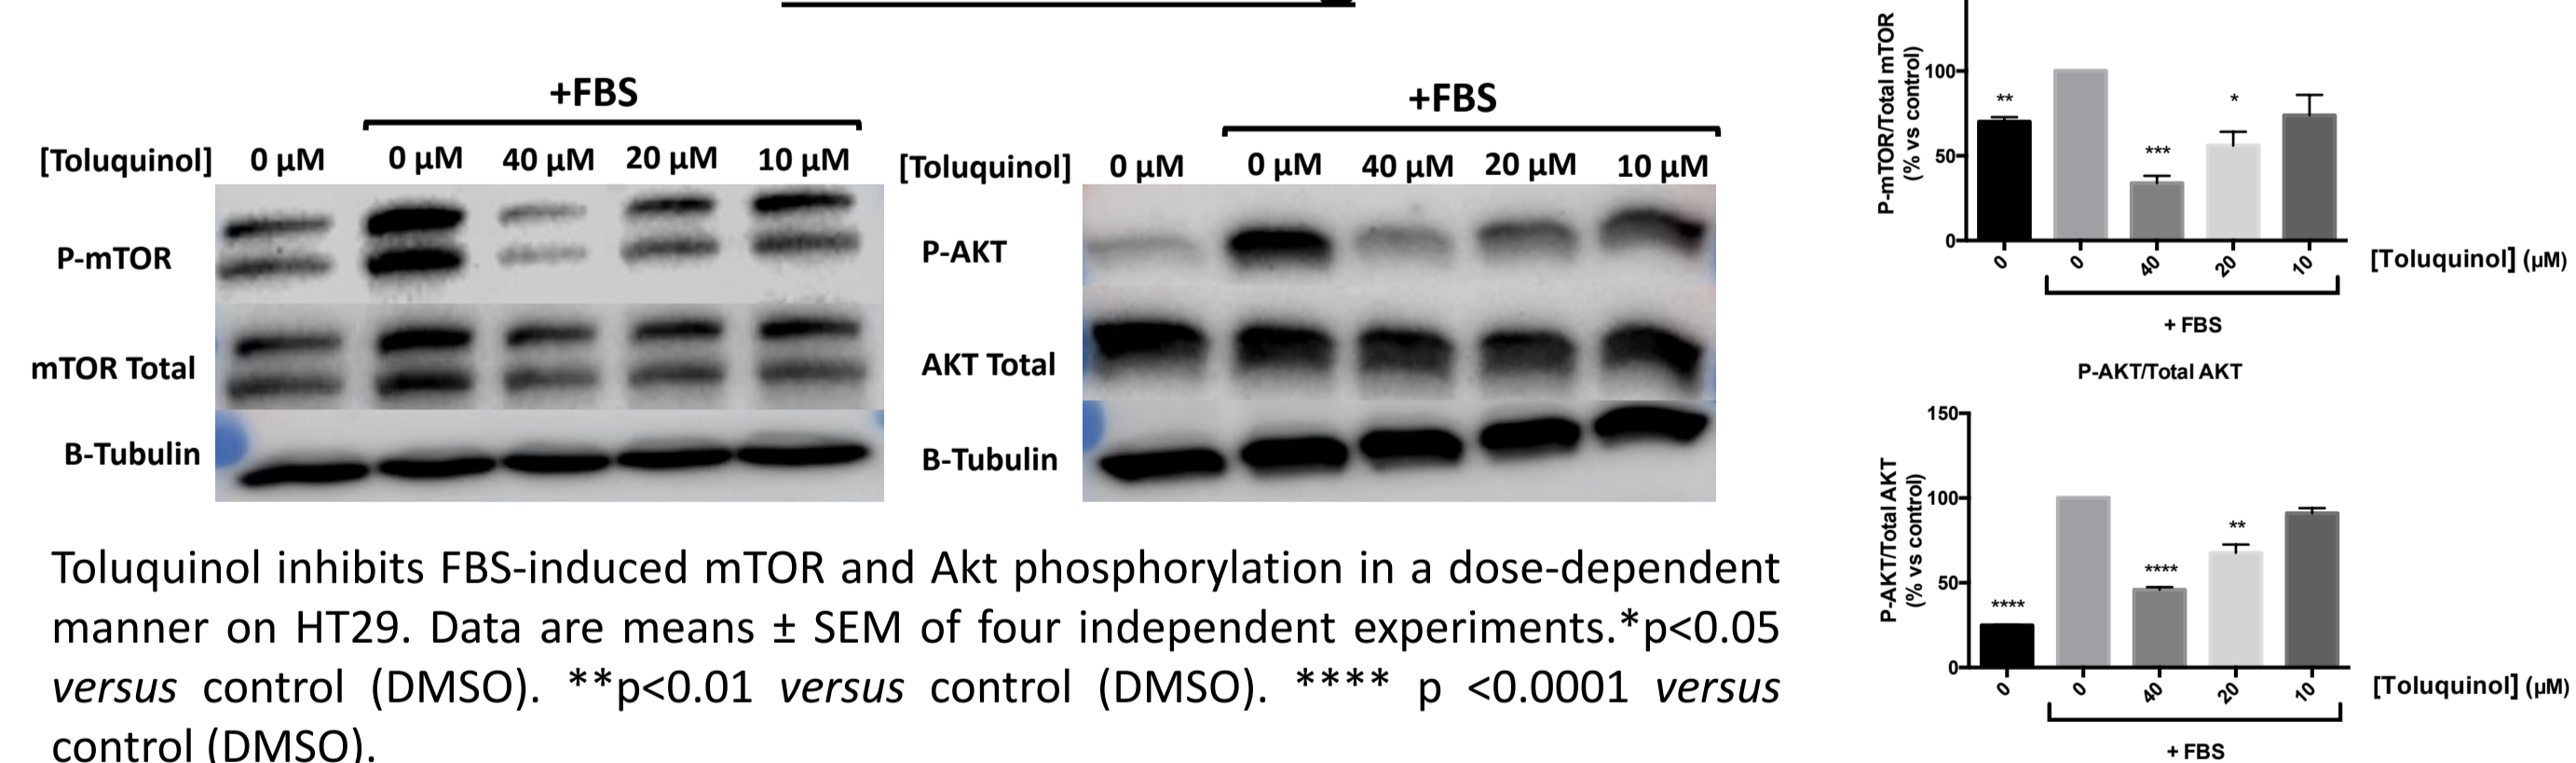 +FBS
[Toluquinol] 0 µM 0 µM 40 µM 20 µM 10 µM
P-mTOR
mTOR Total
B-Tubulin
+FBS
[Toluquinol] 0 µM 0 µM 40 µM 20 µM 10 µM
P-AKT
AKT Total
B-Tubulin
Toluquinol inhibits FBS-induced mTOR and Akt phosphorylation in a dose-dependent
manner on HT29. Data are means ± SEM of four independent experiments.*p<0.05
versus control (DMSO). **p<0.01 versus control (DMSO). **** p <0.0001 versus
control (DMSO).
P-mTOR/Total mTOR
(% vs control)
100
50
0
** *** *
0 0 40 20 10
[Toluquinol] (µM)
+ FBS
P-AKT/Total AKT
P-AKT/Total AKT
(% vs control)
150
100
50
0
**** **** **
0 0 40 20 10
[Toluquinol] (µM)
+ FBS